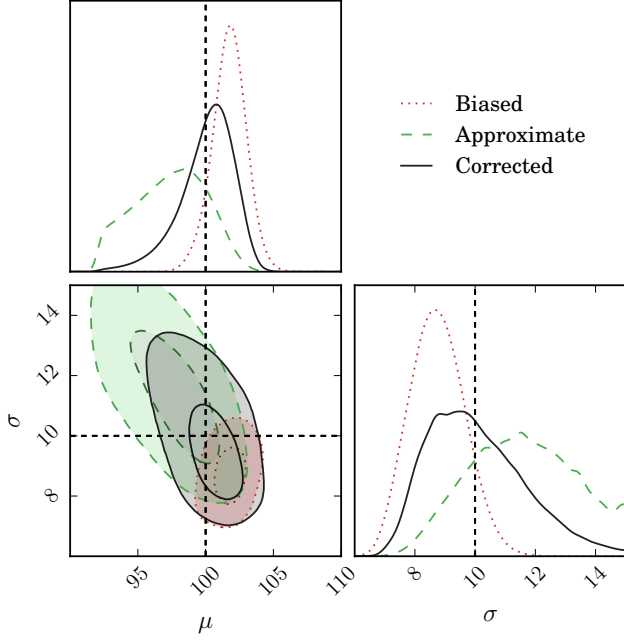 Biased
Approximate
Corrected
14
12
10
8
σ
95
100
105
110
μ
8
10
12
14
σ